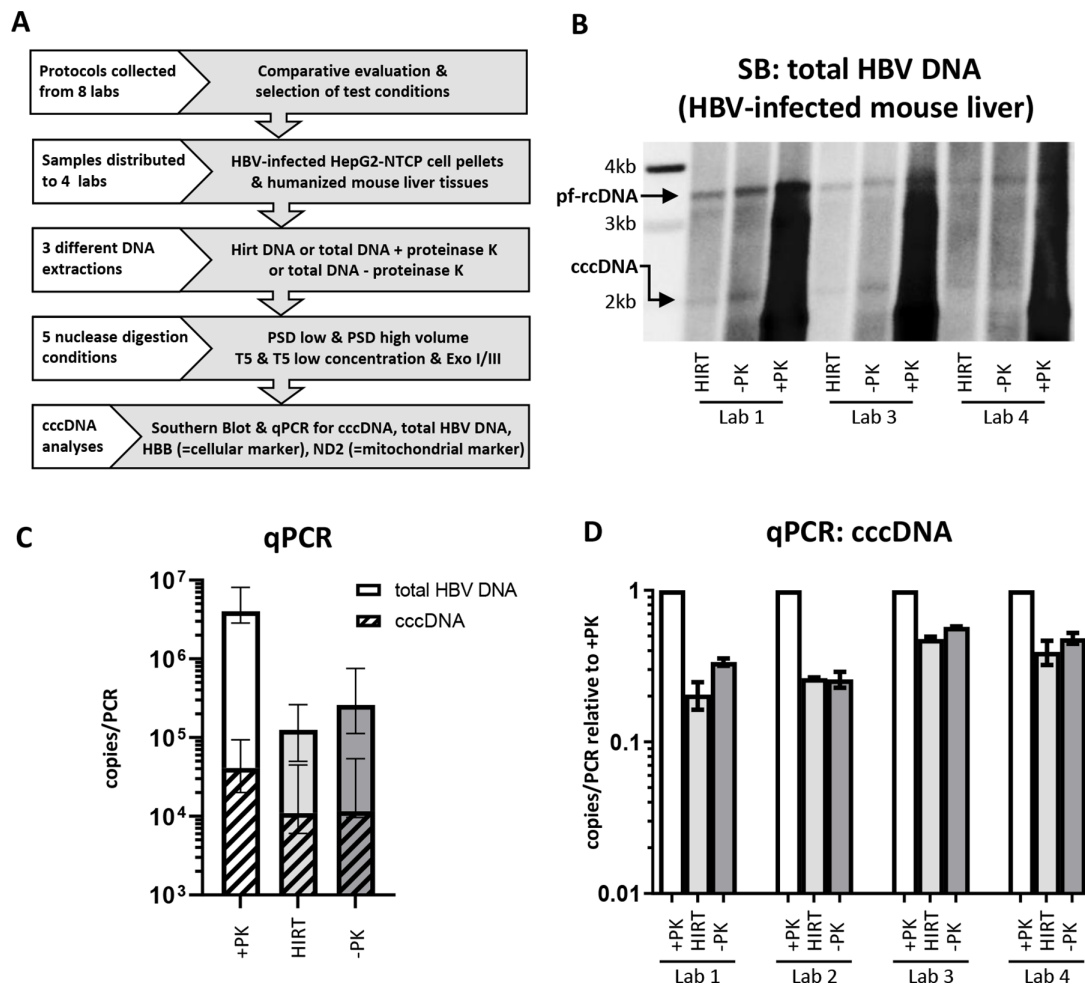 A
Protocols collected
from 8 labs
Comparative evaluation &
selection of test conditions
Samples distributed
to 4 labs
HBV-infected HepG2-NTCP cell pellets
& humanized mouse liver tissues
3 different DNA
extractions
Hirt DNA or total DNA + proteinase K
or total DNA - proteinase K
5 nuclease digestion
conditions
PSD low & PSD high volume
T5 & T5 low concentration & Exo I/III
cccDNA
analyses
Southern Blot & qPCR for cccDNA, total HBV DNA,
HBB (=cellular marker), ND2 (=mitochondrial marker)
B
SB: total HBV DNA
(HBV-infected mouse liver)
4kb
pf-rcDNA
3kb
cccDNA
2kb
HIRT
-PK
+PK
HIRT
-PK
+PK
HIRT
-PK
+PK
Lab 1
Lab 3
Lab 4
C
qPCR
copies/PCR
10⁷
10⁶
10⁵
10⁴
10³
total HBV DNA
cccDNA
+PK
HIRT
-PK
D
qPCR: cccDNA
copies/PCR relative to +PK
1
0.1
0.01
+PK
HIRT
-PK
+PK
HIRT
-PK
+PK
HIRT
-PK
+PK
HIRT
-PK
Lab 1
Lab 2
Lab 3
Lab 4